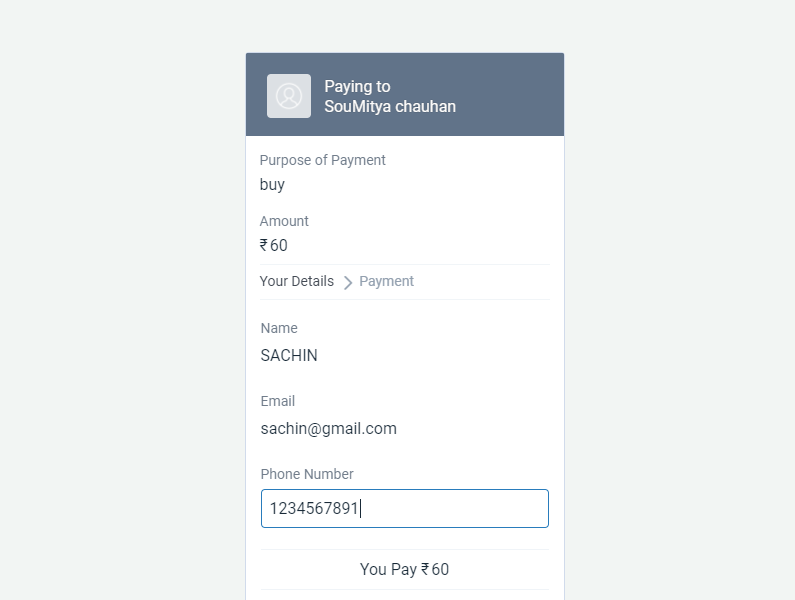 Paying to
SouMitya chauhan
Purpose of Payment
buy
Amount
₹60
Your Details
Payment
Name
SACHIN
Email
sachin@gmail.com
Phone Number
1234567891
You Pay ₹60